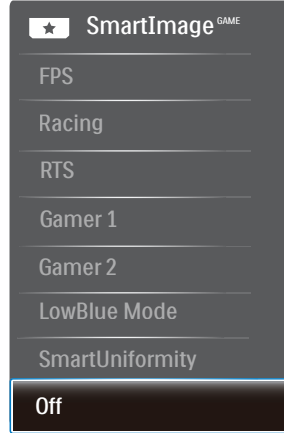 SmartImage GAME
FPS
Racing
RTS
Gamer 1
Gamer 2
LowBlue Mode
SmartUniformity
Off